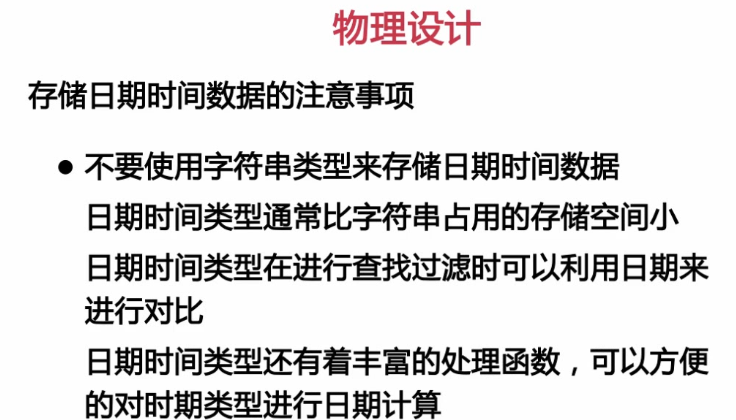 物理设计
存储日期时间数据的注意事项
● 不要使用字符串类型来存储日期时间数据
日期时间类型通常比字符串占用的存储空间小
日期时间类型在进行查找过滤时可以利用日期来
进行对比
日期时间类型还有着丰富的处理函数，可以方便
的对时期类型进行日期计算